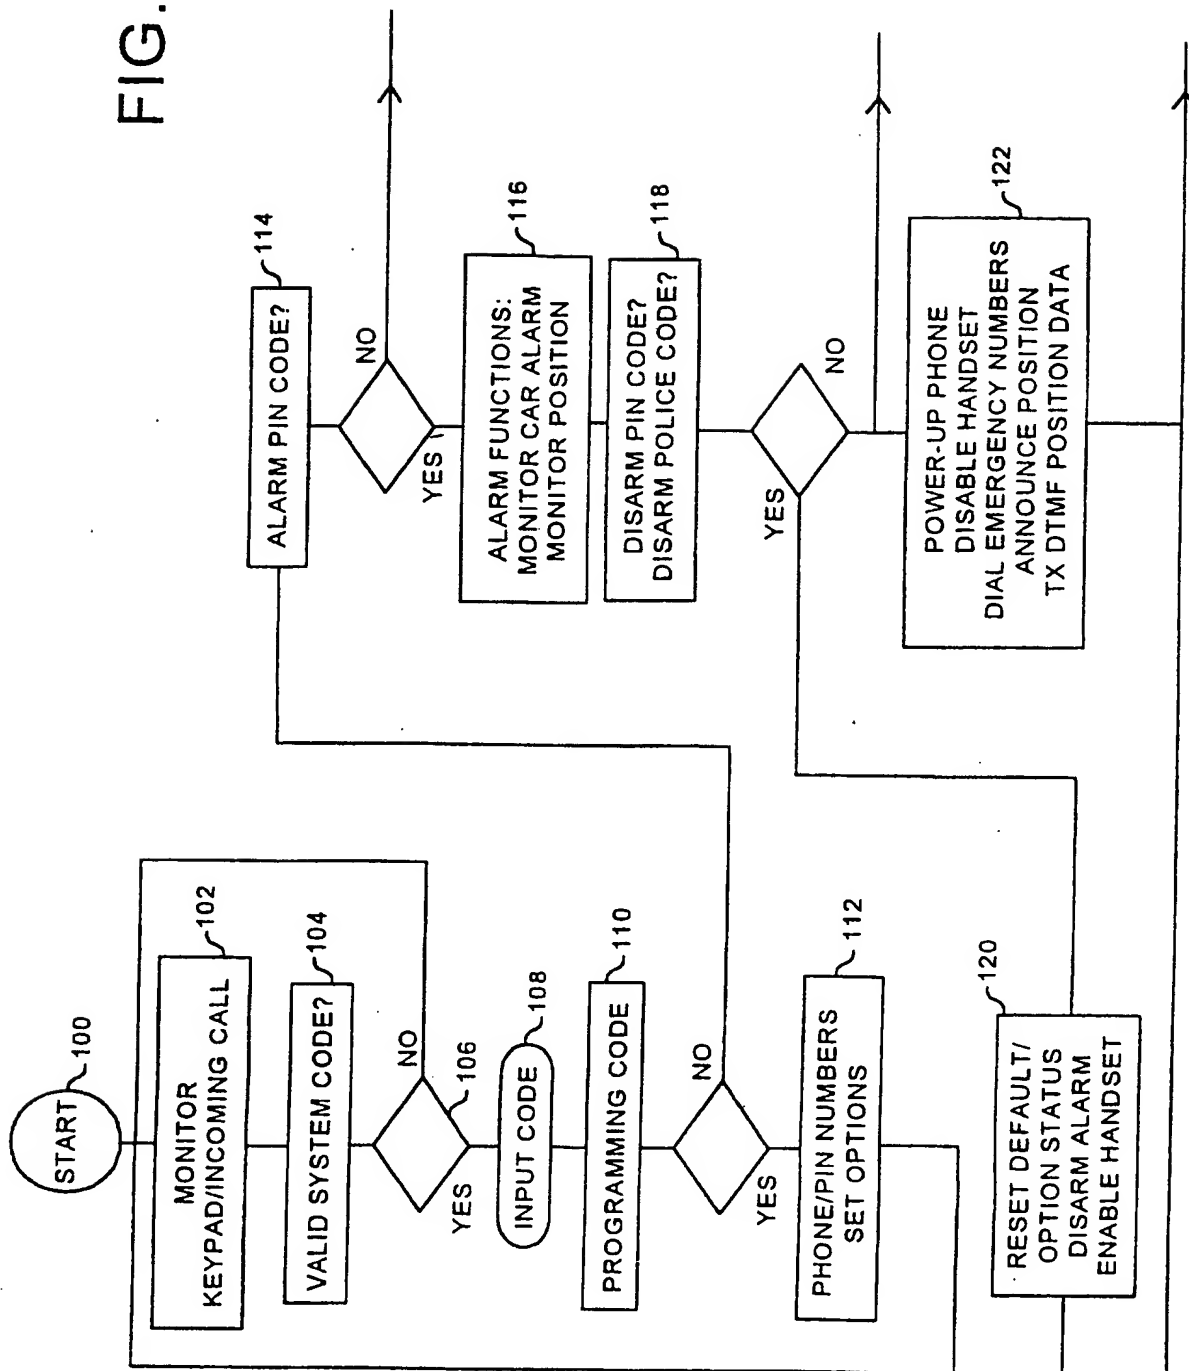 FIG.
START
100
MONITOR
KEYPAD/INCOMING CALL
102
VALID SYSTEM CODE?
104
NO
106
YES
INPUT CODE
108
PROGRAMMING CODE
110
NO
YES
PHONE/PIN NUMBERS
SET OPTIONS
112
ALARM PIN CODE?
114
NO
YES
ALARM FUNCTIONS:
MONITOR CAR ALARM
MONITOR POSITION
116
DISARM PIN CODE?
DISARM POLICE CODE?
118
YES
NO
RESET DEFAULT/
OPTION STATUS
DISARM ALARM
ENABLE HANDSET
120
POWER-UP PHONE
DISABLE HANDSET
DIAL EMERGENCY NUMBERS
ANNOUNCE POSITION
TX DTMF POSITION DATA
122